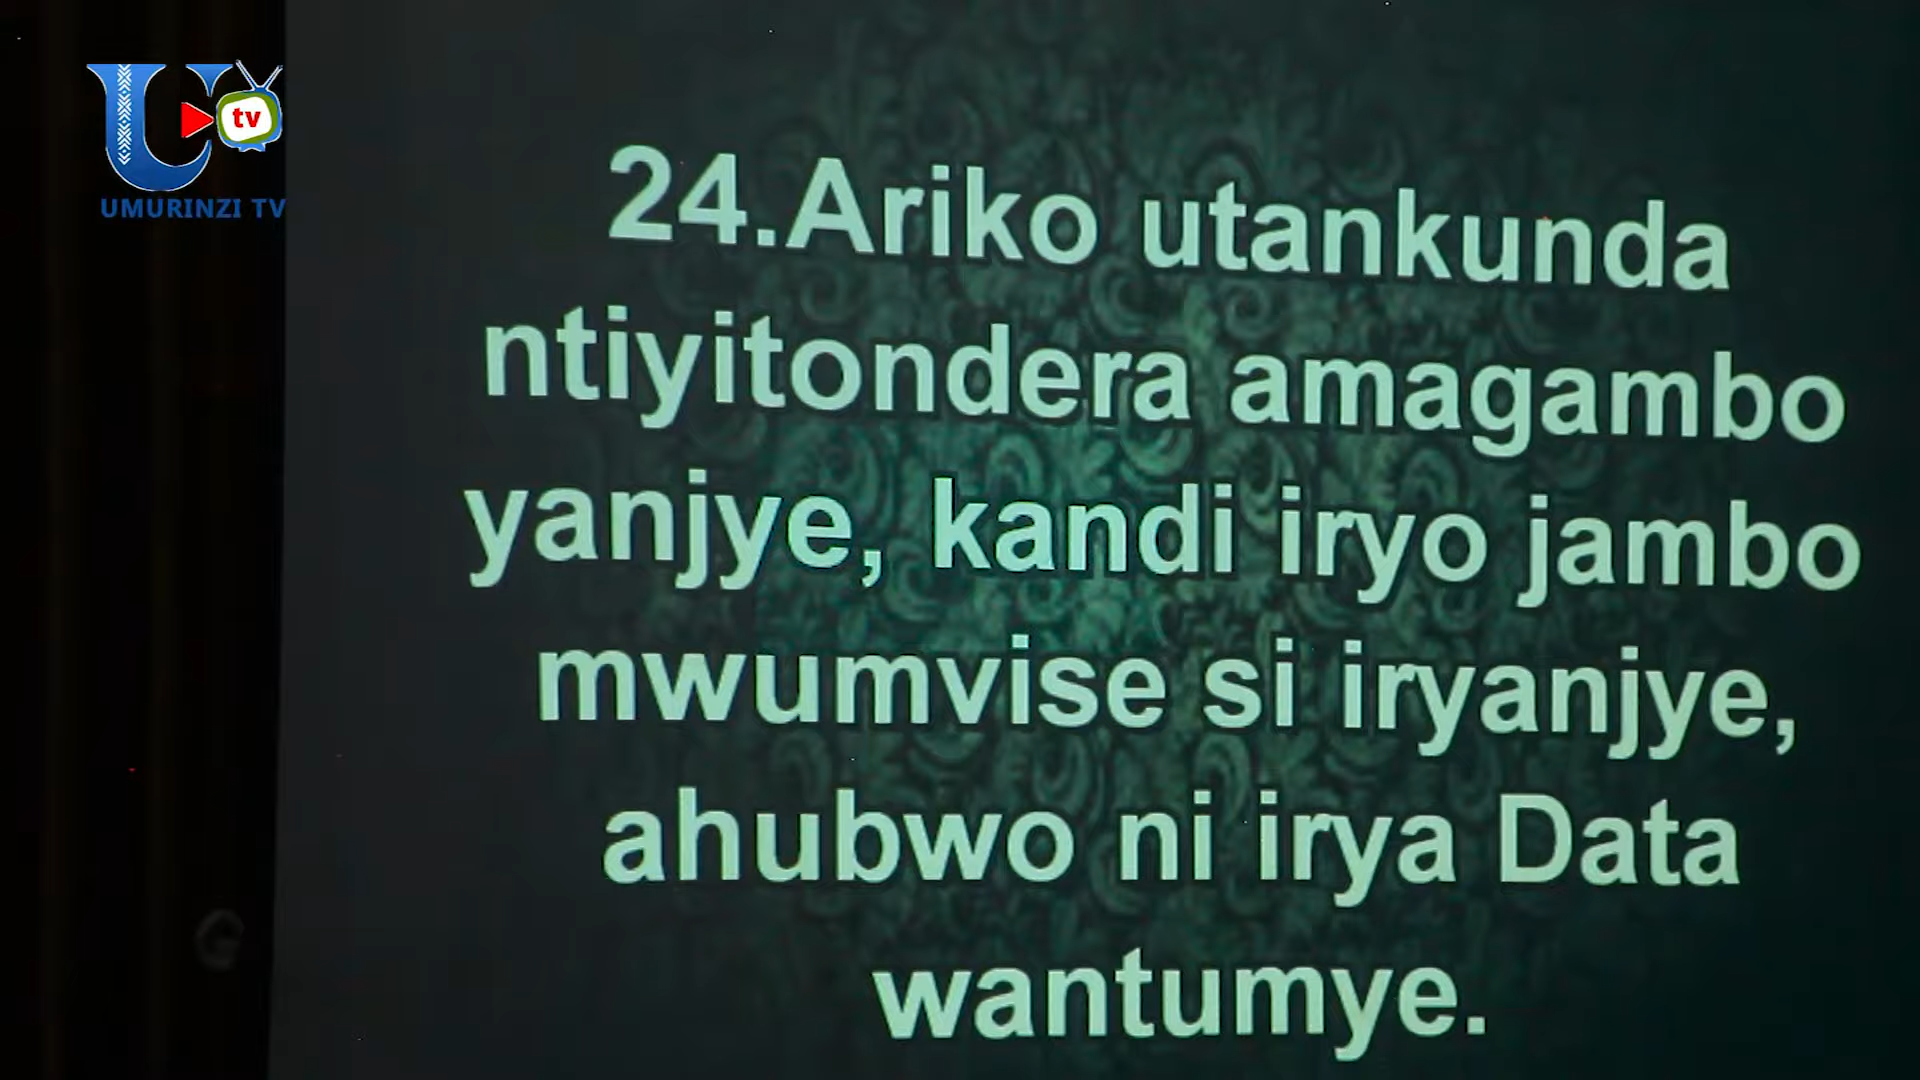 tv
UMURINZI TV
24.Ariko utankunda
ntiyitondera amagambo
yanjye, kandi iryo jambo
mwumvise si iryanjye,
ahubwo ni irya Data
wantumye.